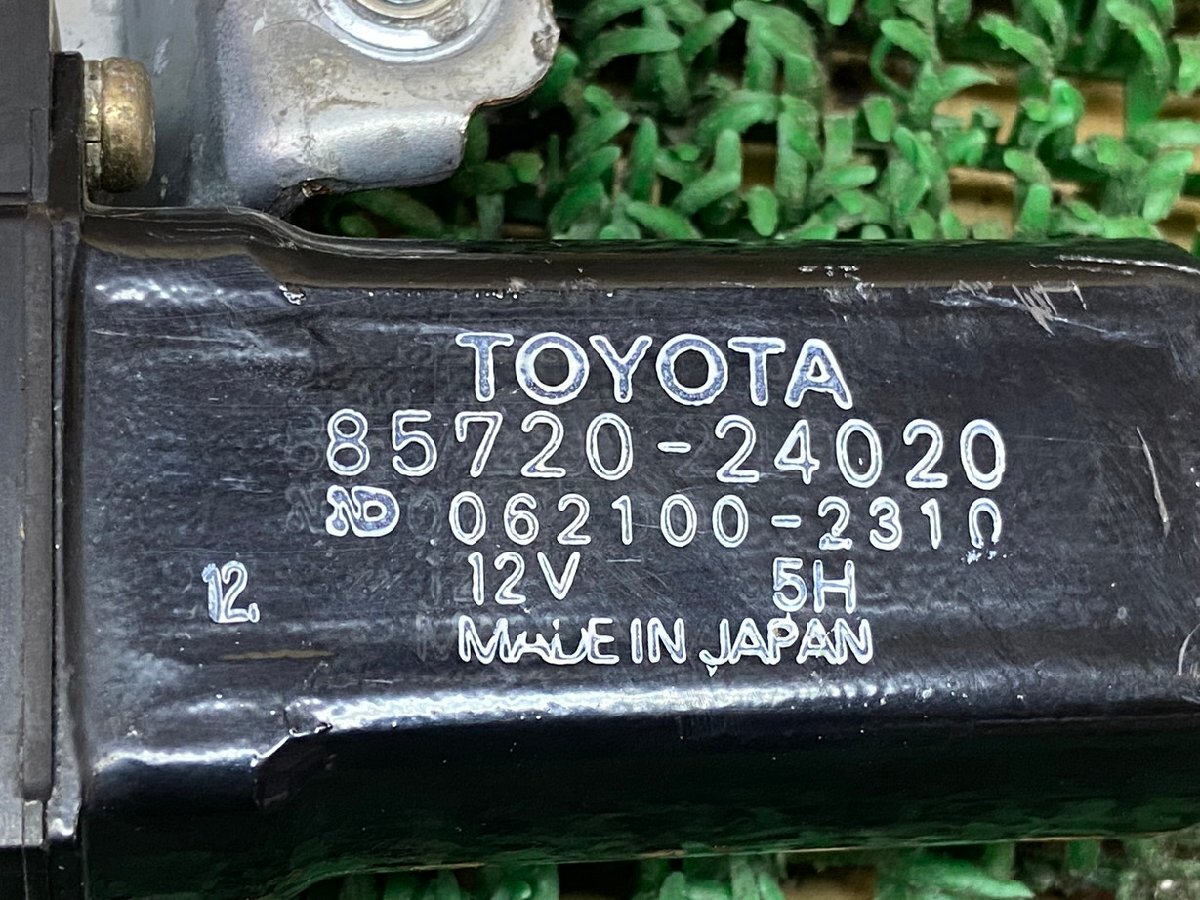 TOYOTA
85720-24020
ND 062100-2310
12V 5H
12.
MADE IN JAPAN